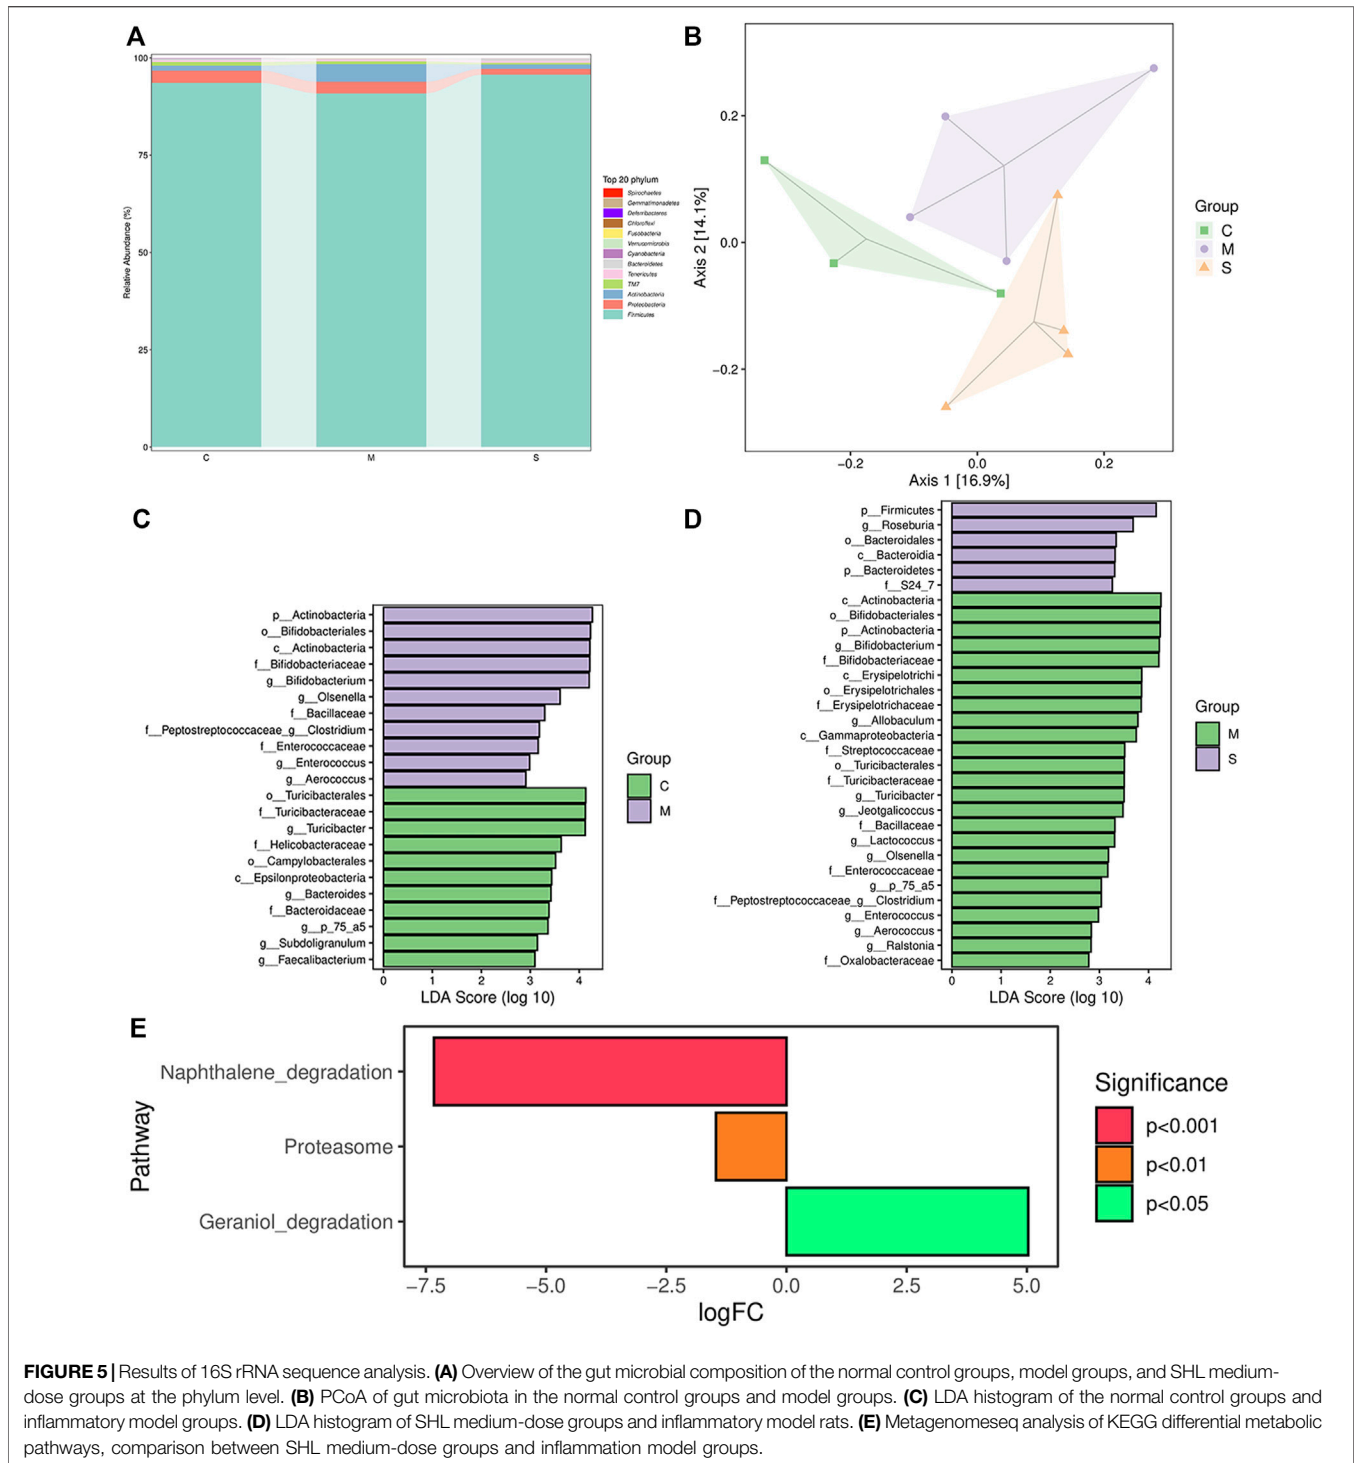 A
100
75
50
25
0
Relative Abundance (%)
C
M
S
Top 20 phylum
Spirochaetes
Gemmatimonadetes
Deferribacteres
Chloroflexi
Fusobacteria
Verrucomicrobia
Cyanobacteria
Bacteroidetes
Tenericutes
TM7
Actinobacteria
Proteobacteria
Firmicutes
B
0.2
0.0
−0.2
Axis 2 [14.1%]
−0.2
0.0
0.2
Axis 1 [16.9%]
Group
C
M
S
C
p__Actinobacteria
o__Bifidobacteriales
c__Actinobacteria
f__Bifidobacteriaceae
g__Bifidobacterium
g__Olsenella
f__Bacillaceae
f__Peptostreptococcaceae_g__Clostridium
f__Enterococcaceae
g__Enterococcus
g__Aerococcus
o__Turicibacterales
f__Turicibacteraceae
g__Turicibacter
f__Helicobacteraceae
o__Campylobacterales
c__Epsilonproteobacteria
g__Bacteroides
f__Bacteroidaceae
g__p_75_a5
g__Subdoligranulum
g__Faecalibacterium
0 1 2 3 4
LDA Score (log 10)
Group
C
M
D
p__Firmicutes
g__Roseburia
o__Bacteroidales
c__Bacteroidia
p__Bacteroidetes
f__S24_7
c__Actinobacteria
o__Bifidobacteriales
p__Actinobacteria
g__Bifidobacterium
f__Bifidobacteriaceae
c__Erysipelotrichi
o__Erysipelotrichales
f__Erysipelotrichaceae
g__Allobaculum
c__Gammaproteobacteria
f__Streptococcaceae
o__Turicibacterales
f__Turicibacteraceae
g__Turicibacter
g__Jeotgalicoccus
f__Bacillaceae
g__Lactococcus
g__Olsenella
f__Enterococcaceae
g__p_75_a5
f__Peptostreptococcaceae_g__Clostridium
g__Enterococcus
g__Aerococcus
g__Ralstonia
f__Oxalobacteraceae
0 1 2 3 4
LDA Score (log 10)
Group
M
S
E
Pathway
Naphthalene_degradation
Proteasome
Geraniol_degradation
−7.5 −5.0 −2.5 0.0 2.5 5.0
logFC
Significance
p<0.001
p<0.01
p<0.05
FIGURE 5 | Results of 16S rRNA sequence analysis. (A) Overview of the gut microbial composition of the normal control groups, model groups, and SHL medium-
dose groups at the phylum level. (B) PCoA of gut microbiota in the normal control groups and model groups. (C) LDA histogram of the normal control groups and
inflammatory model groups. (D) LDA histogram of SHL medium-dose groups and inflammatory model rats. (E) Metagenomeseq analysis of KEGG differential metabolic
pathways, comparison between SHL medium-dose groups and inflammation model groups.